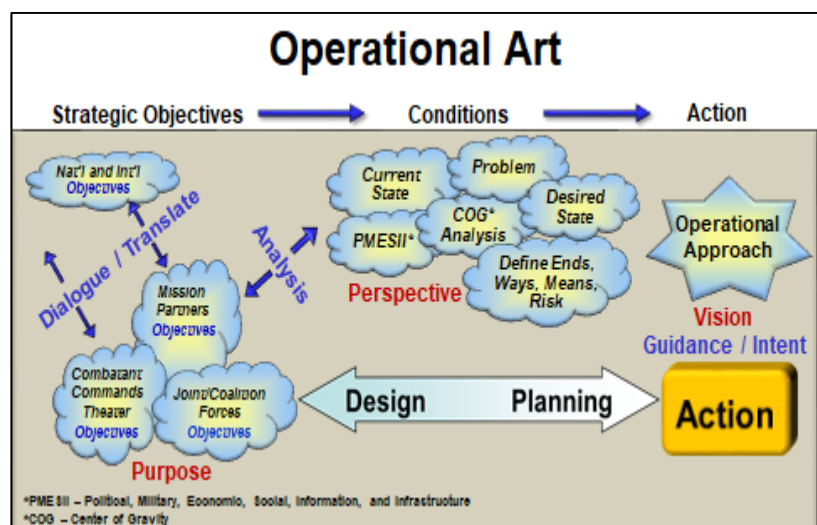 Operational Art
Strategic Objectives
Conditions
Action
Nat'l and Int'l
Objectives
Dialogue / Translate
Mission
Partners
Objectives
Combatant
Commands
Theater
Objectives
Joint/Coalition
Forces
Objectives
Purpose
Analysis
Current
State
Problem
Desired
State
PMESII*
COG*
Analysis
Define Ends,
Ways, Means,
Risk
Perspective
Operational
Approach
Vision
Guidance / Intent
Design
Planning
Action
*PMESII – Political, Military, Economic, Social, Information, and Infrastructure
*COG – Center of Gravity